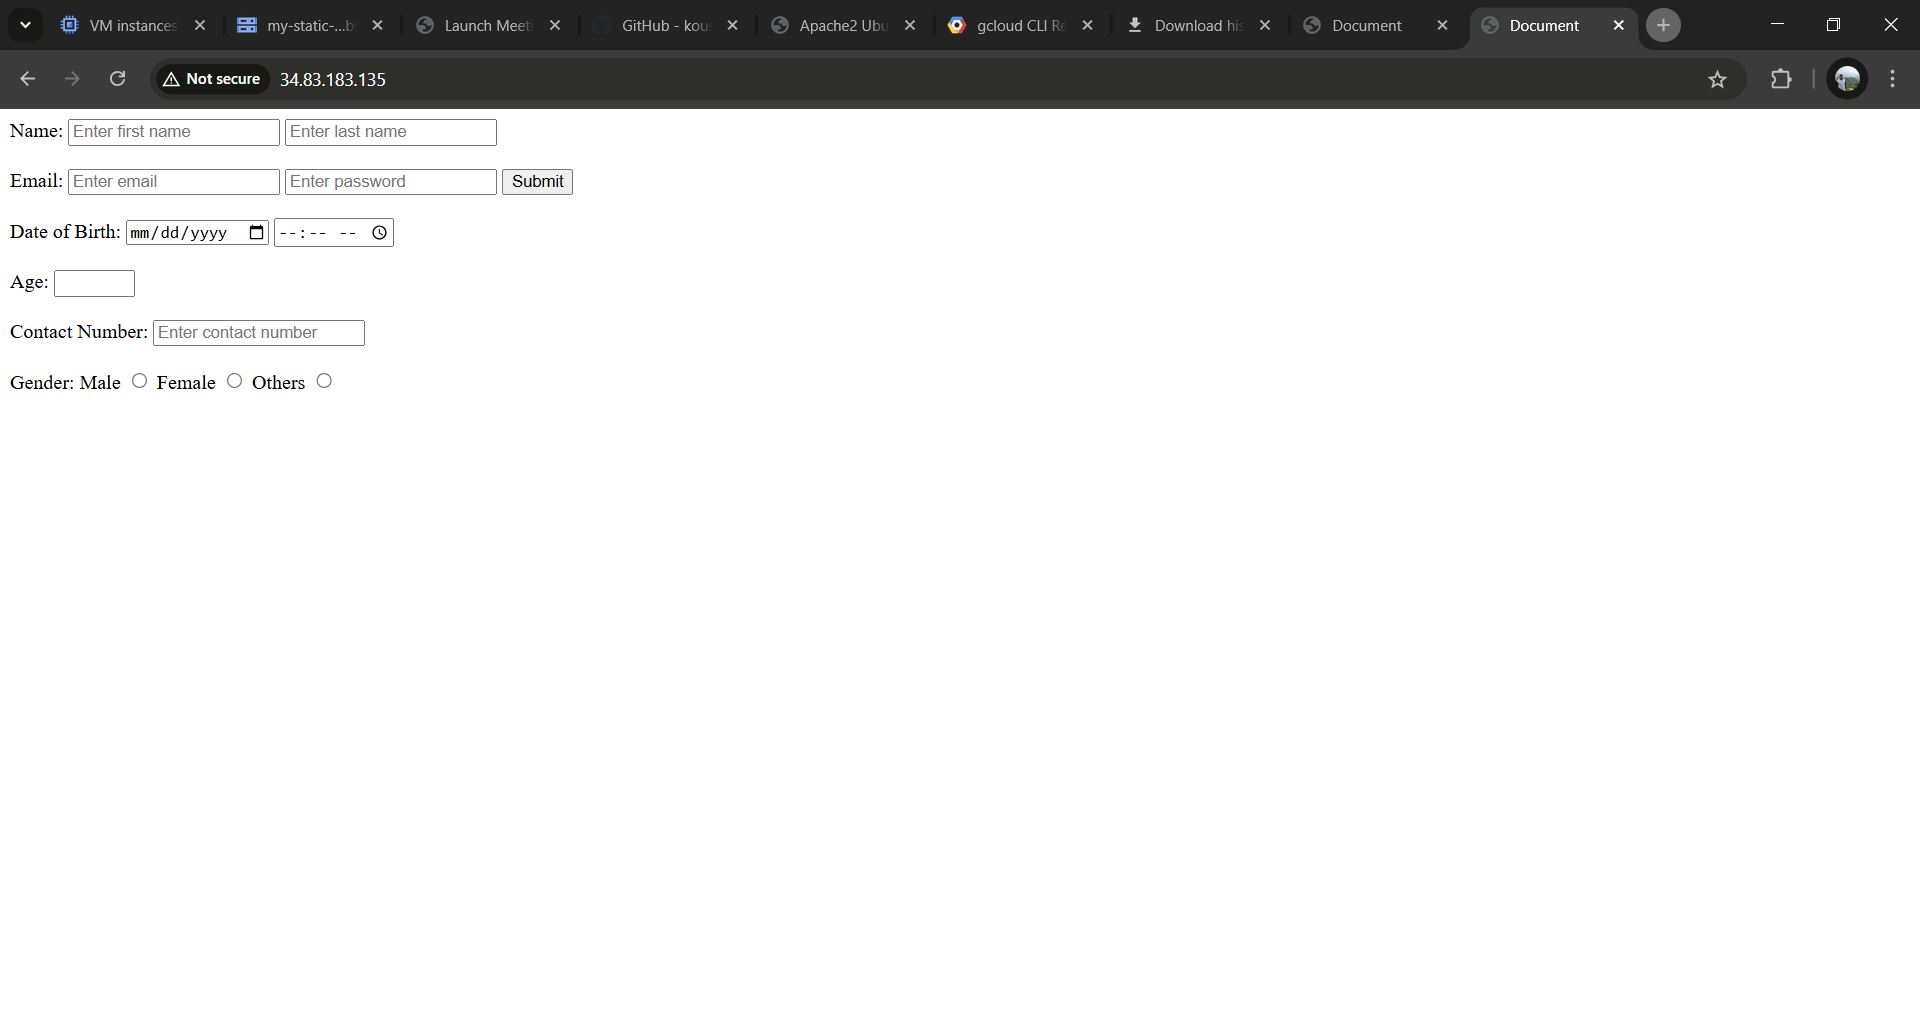 VM instances
my-static-...b
Launch Meeti
GitHub - kou
Apache2 Ubu
gcloud CLI Re
Download his
Document
Document
Not secure 34.83.183.135
Name: Enter first name Enter last name
Email: Enter email Enter password Submit
Date of Birth: mm/dd/yyyy --:-- --
Age:
Contact Number: Enter contact number
Gender: Male Female Others